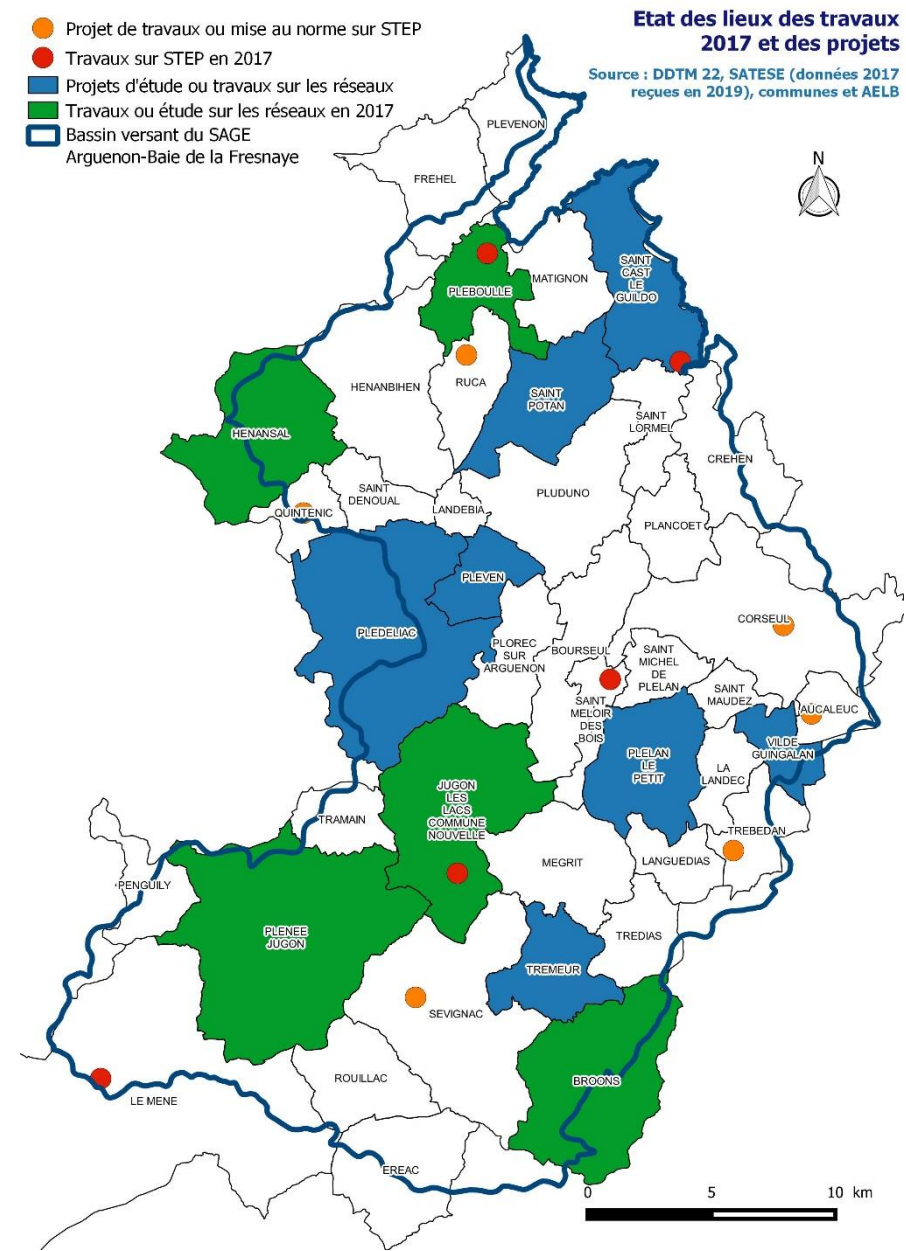 Projet de travaux ou mise au norme sur STEP
Travaux sur STEP en 2017
Projets d'étude ou travaux sur les réseaux
Travaux ou étude sur les réseaux en 2017
Bassin versant du SAGE
Arguenon-Baie de la Fresnaye
Etat des lieux des travaux
2017 et des projets
Source : DDTM 22, SATESE (données 2017
reçues en 2019), communes et AELB
N
PLEVENON
FREHEL
SAINT
CAST
LE
GUILDO
MATIGNON
PLEBOULLE
HENANBIHEN
RUCA
SAINT
POTAN
SAINT
LORMEL
HENANSAL
CREHEN
SAINT
DENOUAL
QUINTENIC
LANDEBIA
PLUDUNO
PLANCOET
PLEVEN
PLEDELIAC
CORSEUL
PLOREC
SUR
ARGUENON
BOURSEUL
SAINT
MICHEL
DE
PLELAN
SAINT
MAUDEZ
SAINT
MELOIR
DES
BOIS
AÛCALEUC
VILDE
GUINGALAN
PLELAN
LE
PETIT
LA
LANDEC
JUGON
LES
LACS
COMMUNE
NOUVELLE
TRAMAIN
TREBEDAN
MEGRIT
LANGUEDIAS
PENGUILY
PLENEE
JUGON
TREDIAS
TREMEUR
SEVIGNAC
ROUILLAC
BROONS
LE MENE
EREAC
0 5 10 km